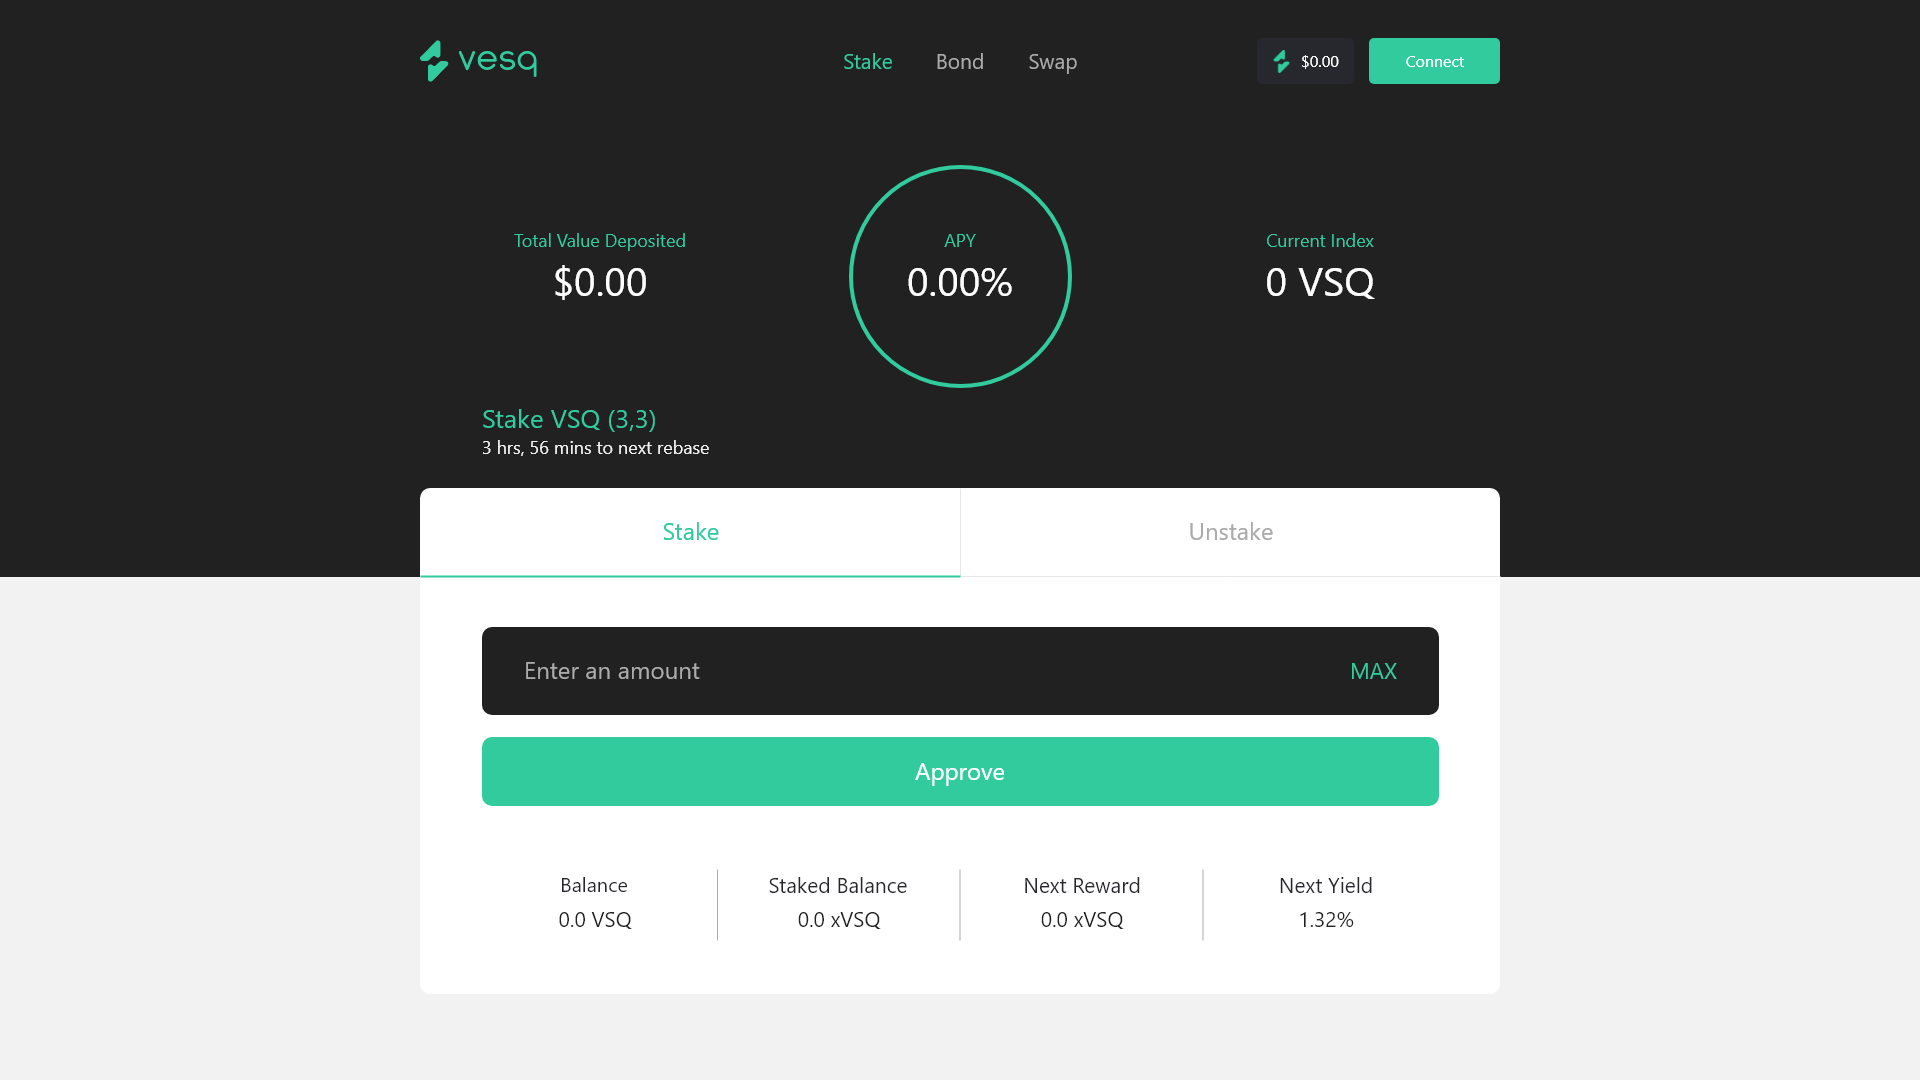 vesq
Stake
Bond
Swap
$0.00
Connect
Total Value Deposited
$0.00
APY
0.00%
Current Index
0 VSQ
Stake VSQ (3,3)
3 hrs, 56 mins to next rebase
Stake
Unstake
Enter an amount
MAX
Approve
Balance
0.0 VSQ
Staked Balance
0.0 xVSQ
Next Reward
0.0 xVSQ
Next Yield
1.32%